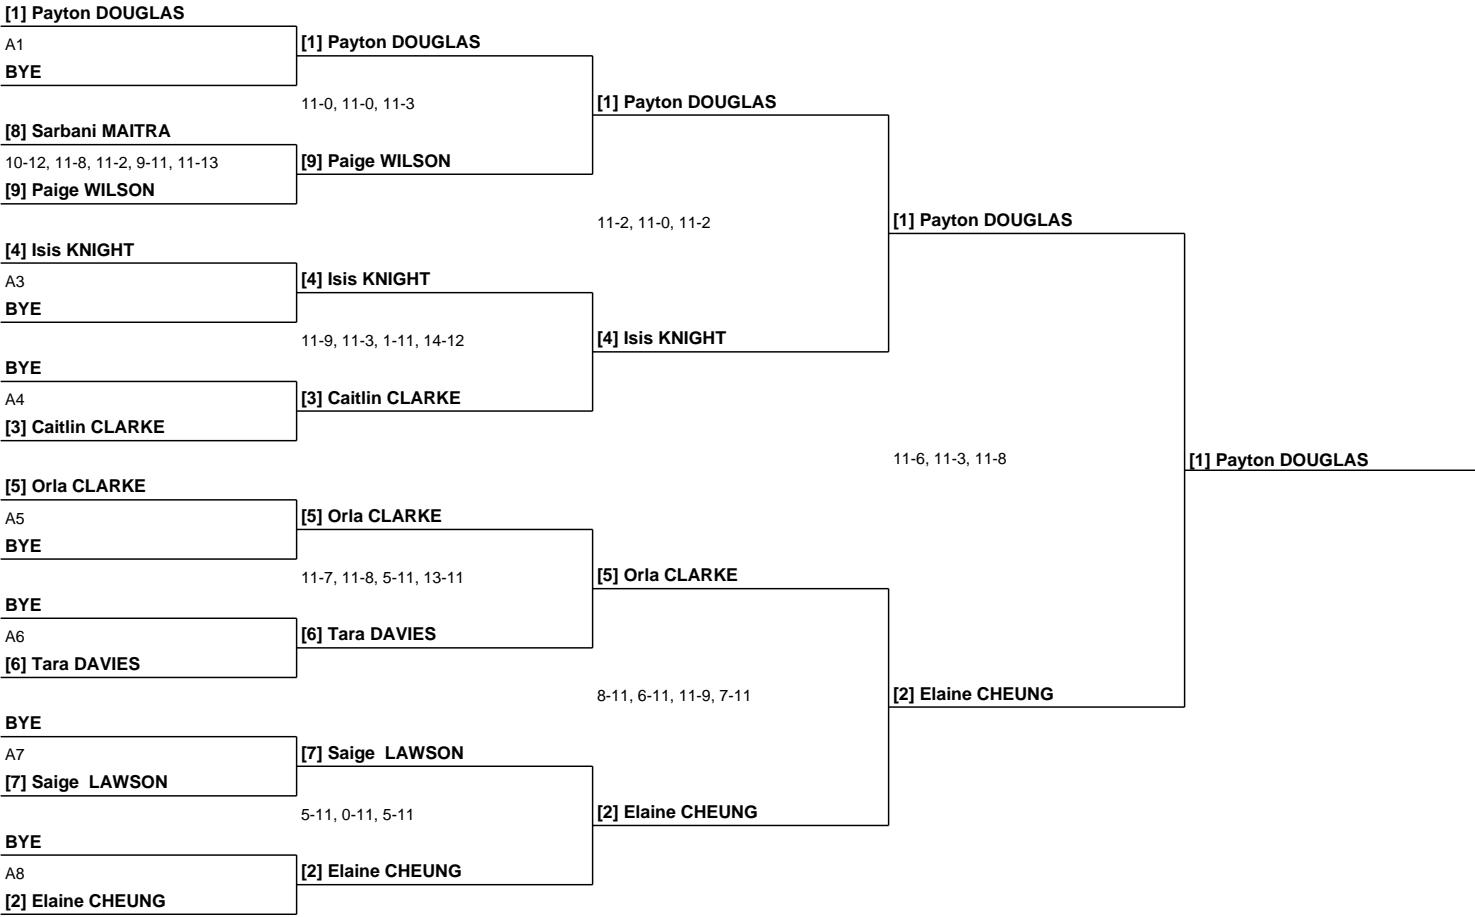 [1] Payton DOUGLAS
A1
BYE
[8] Sarbani MAITRA
10-12, 11-8, 11-2, 9-11, 11-13
[9] Paige WILSON
[4] Isis KNIGHT
A3
BYE
BYE
A4
[3] Caitlin CLARKE
[5] Orla CLARKE
A5
BYE
BYE
A6
[6] Tara DAVIES
BYE
A7
[7] Saige  LAWSON
BYE
A8
[2] Elaine CHEUNG
[1] Payton DOUGLAS
11-0, 11-0, 11-3
[9] Paige WILSON
[4] Isis KNIGHT
11-9, 11-3, 1-11, 14-12
[3] Caitlin CLARKE
[5] Orla CLARKE
11-7, 11-8, 5-11, 13-11
[6] Tara DAVIES
[7] Saige  LAWSON
5-11, 0-11, 5-11
[2] Elaine CHEUNG
[1] Payton DOUGLAS
11-2, 11-0, 11-2
[4] Isis KNIGHT
[5] Orla CLARKE
8-11, 6-11, 11-9, 7-11
[2] Elaine CHEUNG
[1] Payton DOUGLAS
11-6, 11-3, 11-8
[2] Elaine CHEUNG
[1] Payton DOUGLAS